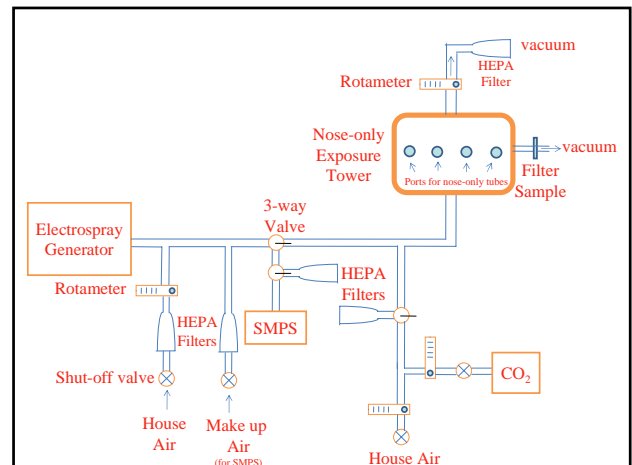 vacuum
HEPA
Filter
Rotameter
Nose-only
Exposure
Tower
Ports for nose-only tubes
vacuum
Filter
Sample
3-way
Valve
Electrospray
Generator
Rotameter
HEPA
Filters
HEPA
Filters
SMPS
Shut-off valve
CO₂
House
Air
Make up
Air
(for SMPS)
House Air